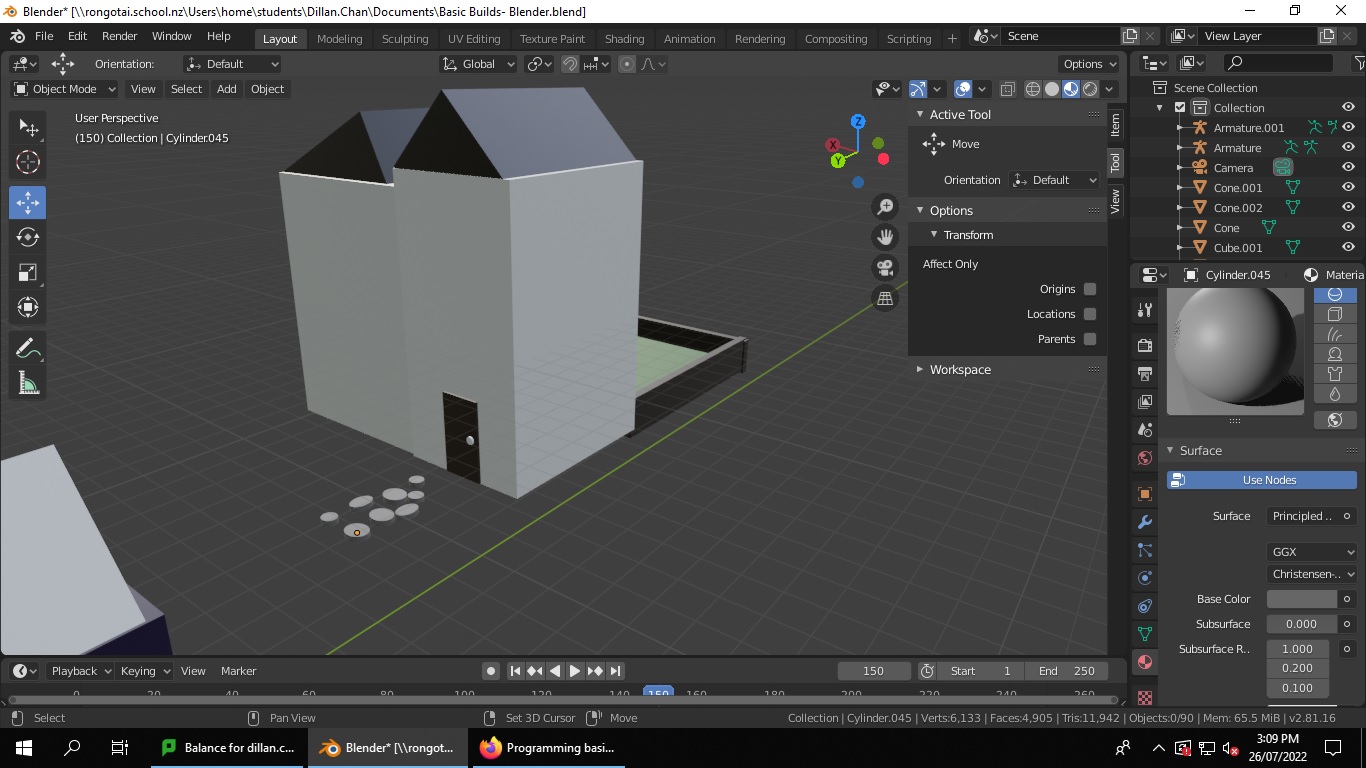 Blender* [\\rongotai.school.nz\Users\home\students\Dillan.Chan\Documents\Basic Builds- Blender.blend]
File Edit Render Window Help Layout Modeling Sculpting UV Editing Texture Paint Shading Animation Rendering Compositing Scripting + Scene View Layer
Orientation: Default Global Options
Object Mode View Select Add Object
User Perspective
(150) Collection | Cylinder.045
X Y Z
Active Tool
Move
Orientation Default
Options
Transform
Affect Only
Origins
Locations
Parents
Workspace
Item
Tool
View
Scene Collection
Collection
Armature.001
Armature
Camera
Cone.001
Cone.002
Cone
Cube.001
Cylinder.045 Materia
Surface
Use Nodes
Surface Principled ..
GGX
Christensen-..
Base Color
Subsurface 0.000
Subsurface R.. 1.000
0.200
0.100
Playback Keying View Marker 150 Start 1 End 250
0 20 40 60 80 100 120 140 150 160 180 200 220 240 260
Select Pan View Set 3D Cursor Move Collection | Cylinder.045 | Verts:6,133 | Faces:4,905 | Tris:11,942 | Objects:0/90 | Mem: 65.5 MiB | v2.81.16
Balance for dillan.c... Blender* [\\rongot... Programming basi...
3:09 PM
26/07/2022